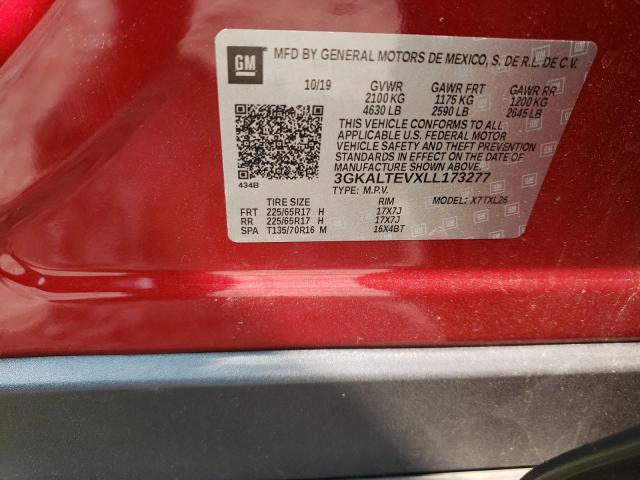 GM MFD BY GENERAL MOTORS DE MEXICO, S. DE R.L. DE C.V.
10/19 GVWR GAWR FRT GAWR RR
2100 KG 1175 KG 1200 KG
4630 LB 2590 LB 2645 LB
THIS VEHICLE CONFORMS TO ALL
APPLICABLE U.S. FEDERAL MOTOR
VEHICLE SAFETY AND THEFT PREVENTION
STANDARDS IN EFFECT ON THE DATE OF
MANUFACTURE SHOWN ABOVE.
434B
3GKALTEVXLL173277
TYPE: M.P.V. MODEL: X7TXL26
TIRE SIZE RIM
FRT 225/65R17 H 17X7J
RR 225/65R17 H 17X7J
SPA T135/70R16 M 16X4BT